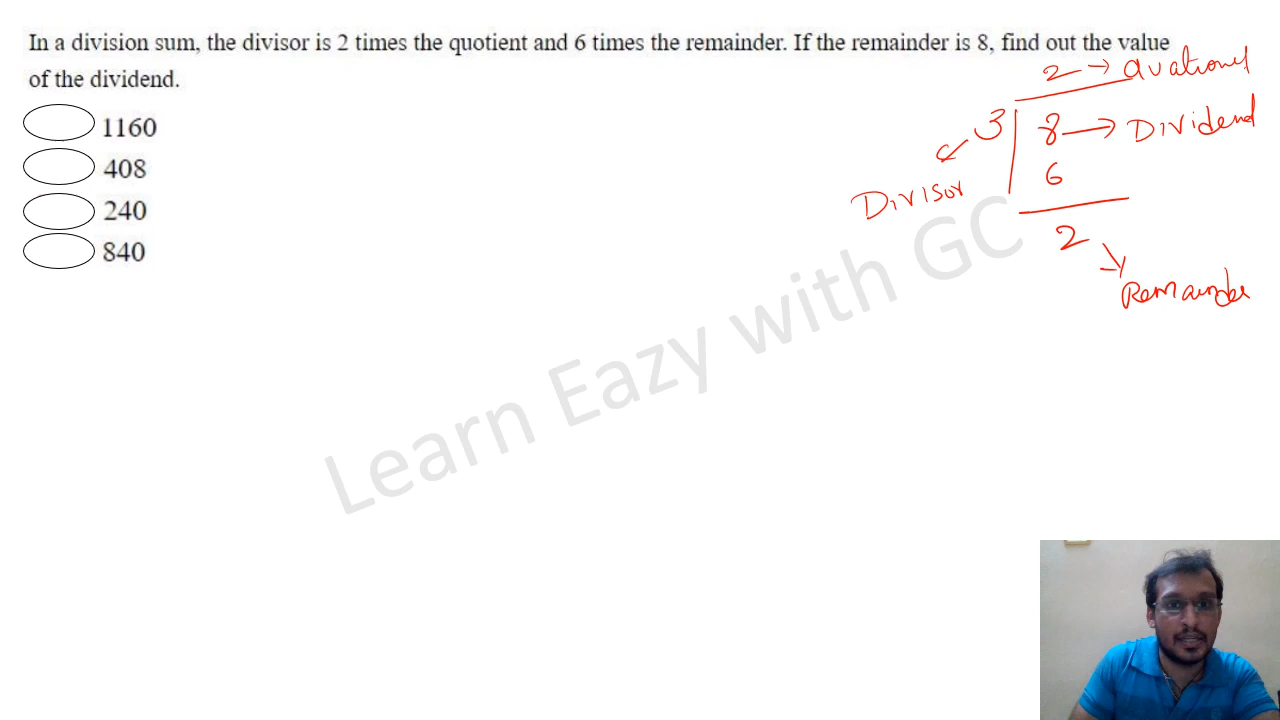 In a division sum, the divisor is 2 times the quotient and 6 times the remainder. If the remainder is 8, find out the value
of the dividend.
2 → Quationt
3 8 → Dividend
1160
6
408
Divisor
240
2
840
Remainder
Learn Eazy with GC